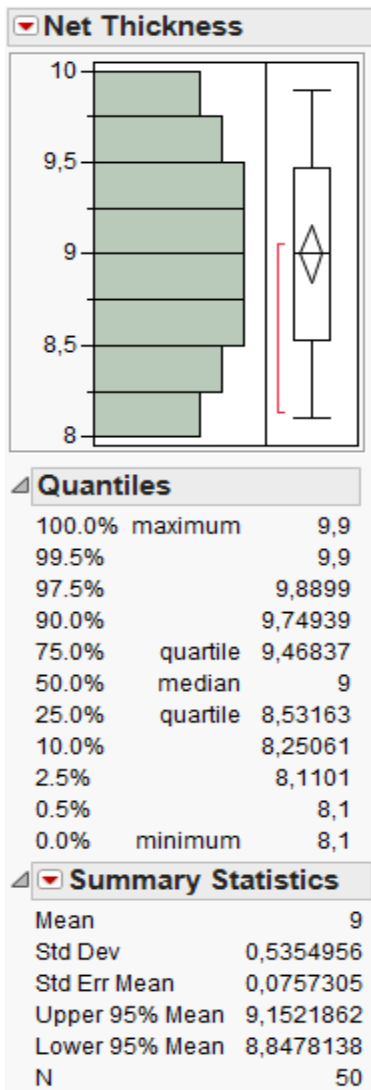 Net Thickness
10
9,5
9
8,5
8
Quantiles
100.0% maximum 9,9
99.5% 9,9
97.5% 9,8899
90.0% 9,74939
75.0% quartile 9,46837
50.0% median 9
25.0% quartile 8,53163
10.0% 8,25061
2.5% 8,1101
0.5% 8,1
0.0% minimum 8,1
Summary Statistics
Mean 9
Std Dev 0,5354956
Std Err Mean 0,0757305
Upper 95% Mean 9,1521862
Lower 95% Mean 8,8478138
N 50